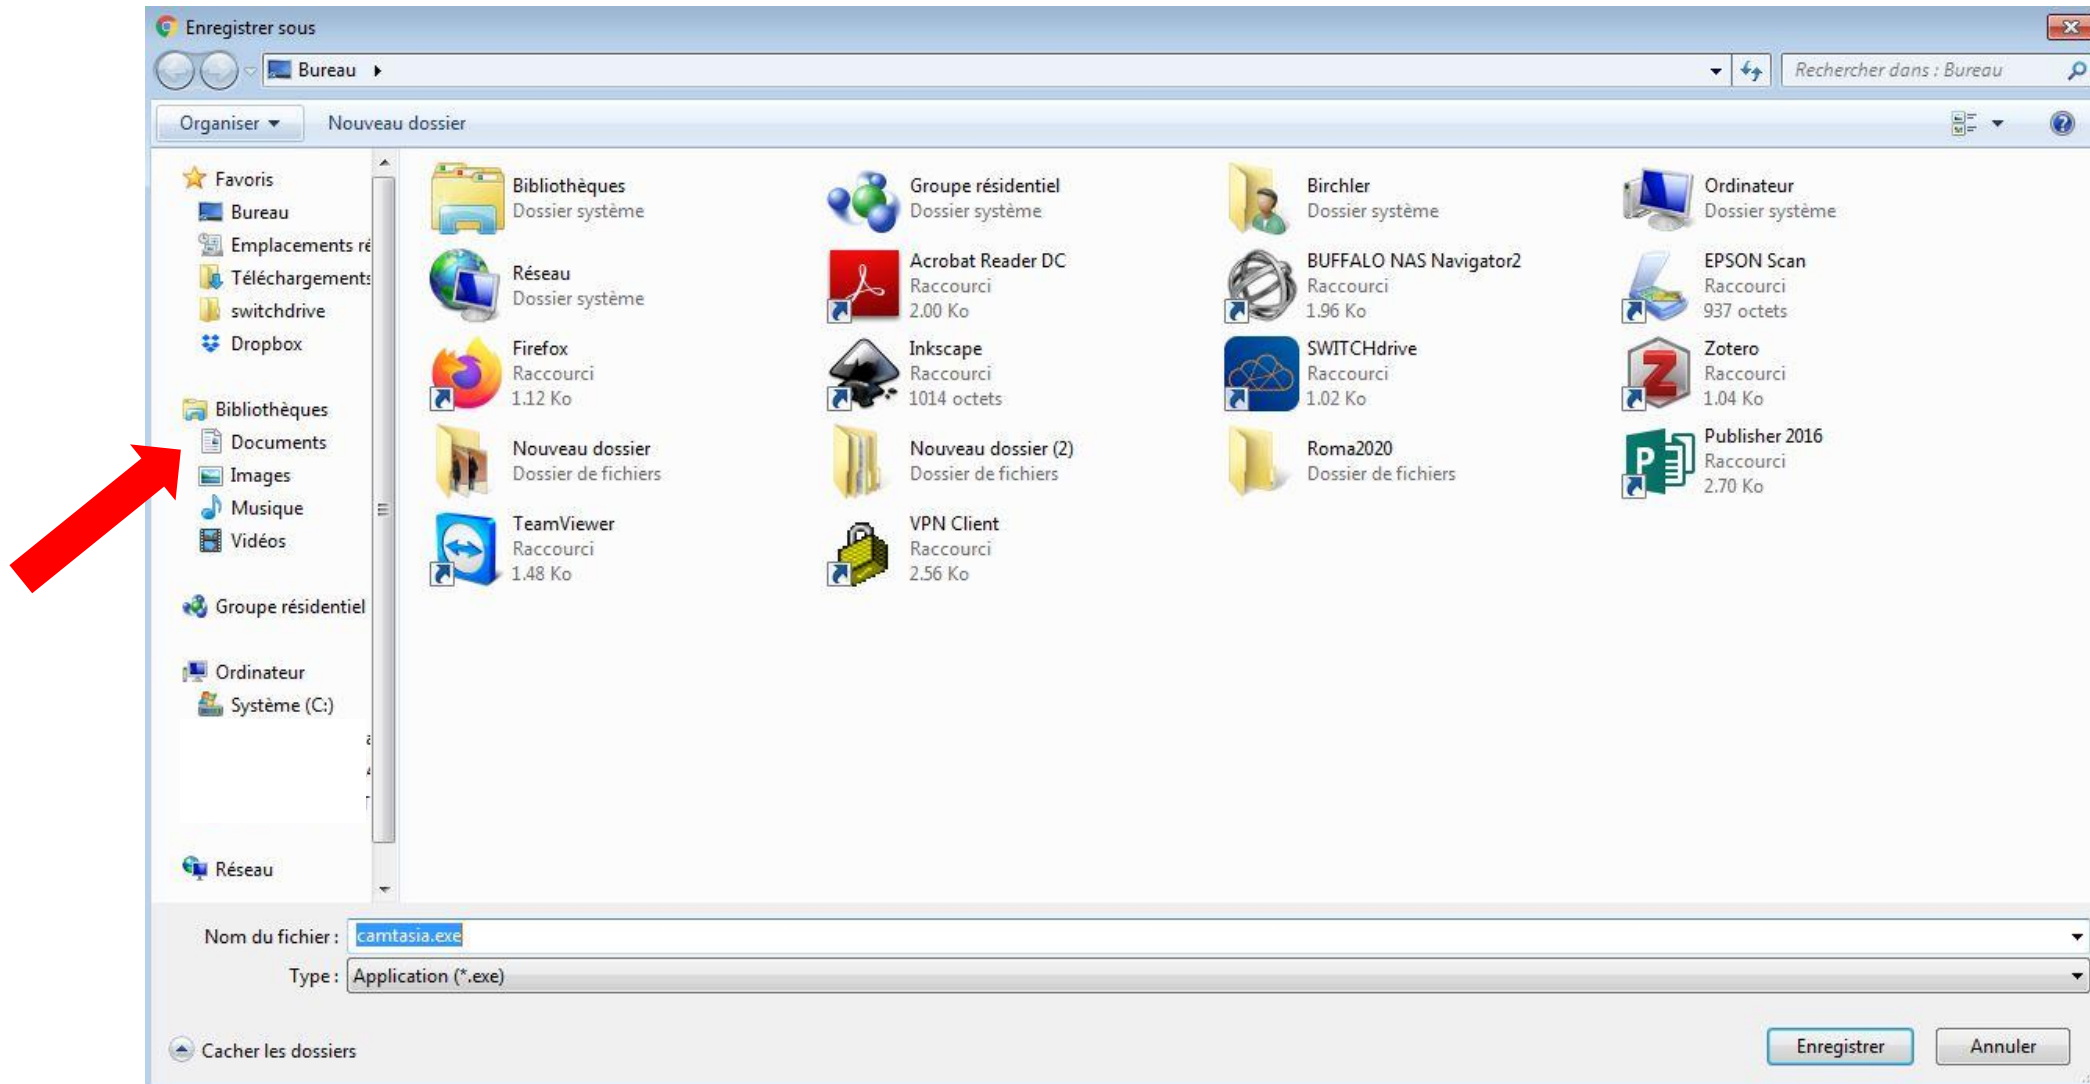 Enregistrer sous
Bureau
Rechercher dans : Bureau
Organiser
Nouveau dossier
Favoris
Bureau
Emplacements ré
Téléchargements
switchdrive
Dropbox
Bibliothèques
Documents
Images
Musique
Vidéos
Groupe résidentiel
Ordinateur
Système (C:)
Réseau
Bibliothèques
Dossier système
Groupe résidentiel
Dossier système
Birchler
Dossier système
Ordinateur
Dossier système
Réseau
Dossier système
Acrobat Reader DC
Raccourci
2.00 Ko
BUFFALO NAS Navigator2
Raccourci
1.96 Ko
EPSON Scan
Raccourci
937 octets
Firefox
Raccourci
1.12 Ko
Inkscape
Raccourci
1014 octets
SWITCHdrive
Raccourci
1.02 Ko
Zotero
Raccourci
1.04 Ko
Nouveau dossier
Dossier de fichiers
Nouveau dossier (2)
Dossier de fichiers
Roma2020
Dossier de fichiers
Publisher 2016
Raccourci
2.70 Ko
TeamViewer
Raccourci
1.48 Ko
VPN Client
Raccourci
2.56 Ko
Nom du fichier : camtasia.exe
Type : Application (*.exe)
Cacher les dossiers
Enregistrer
Annuler